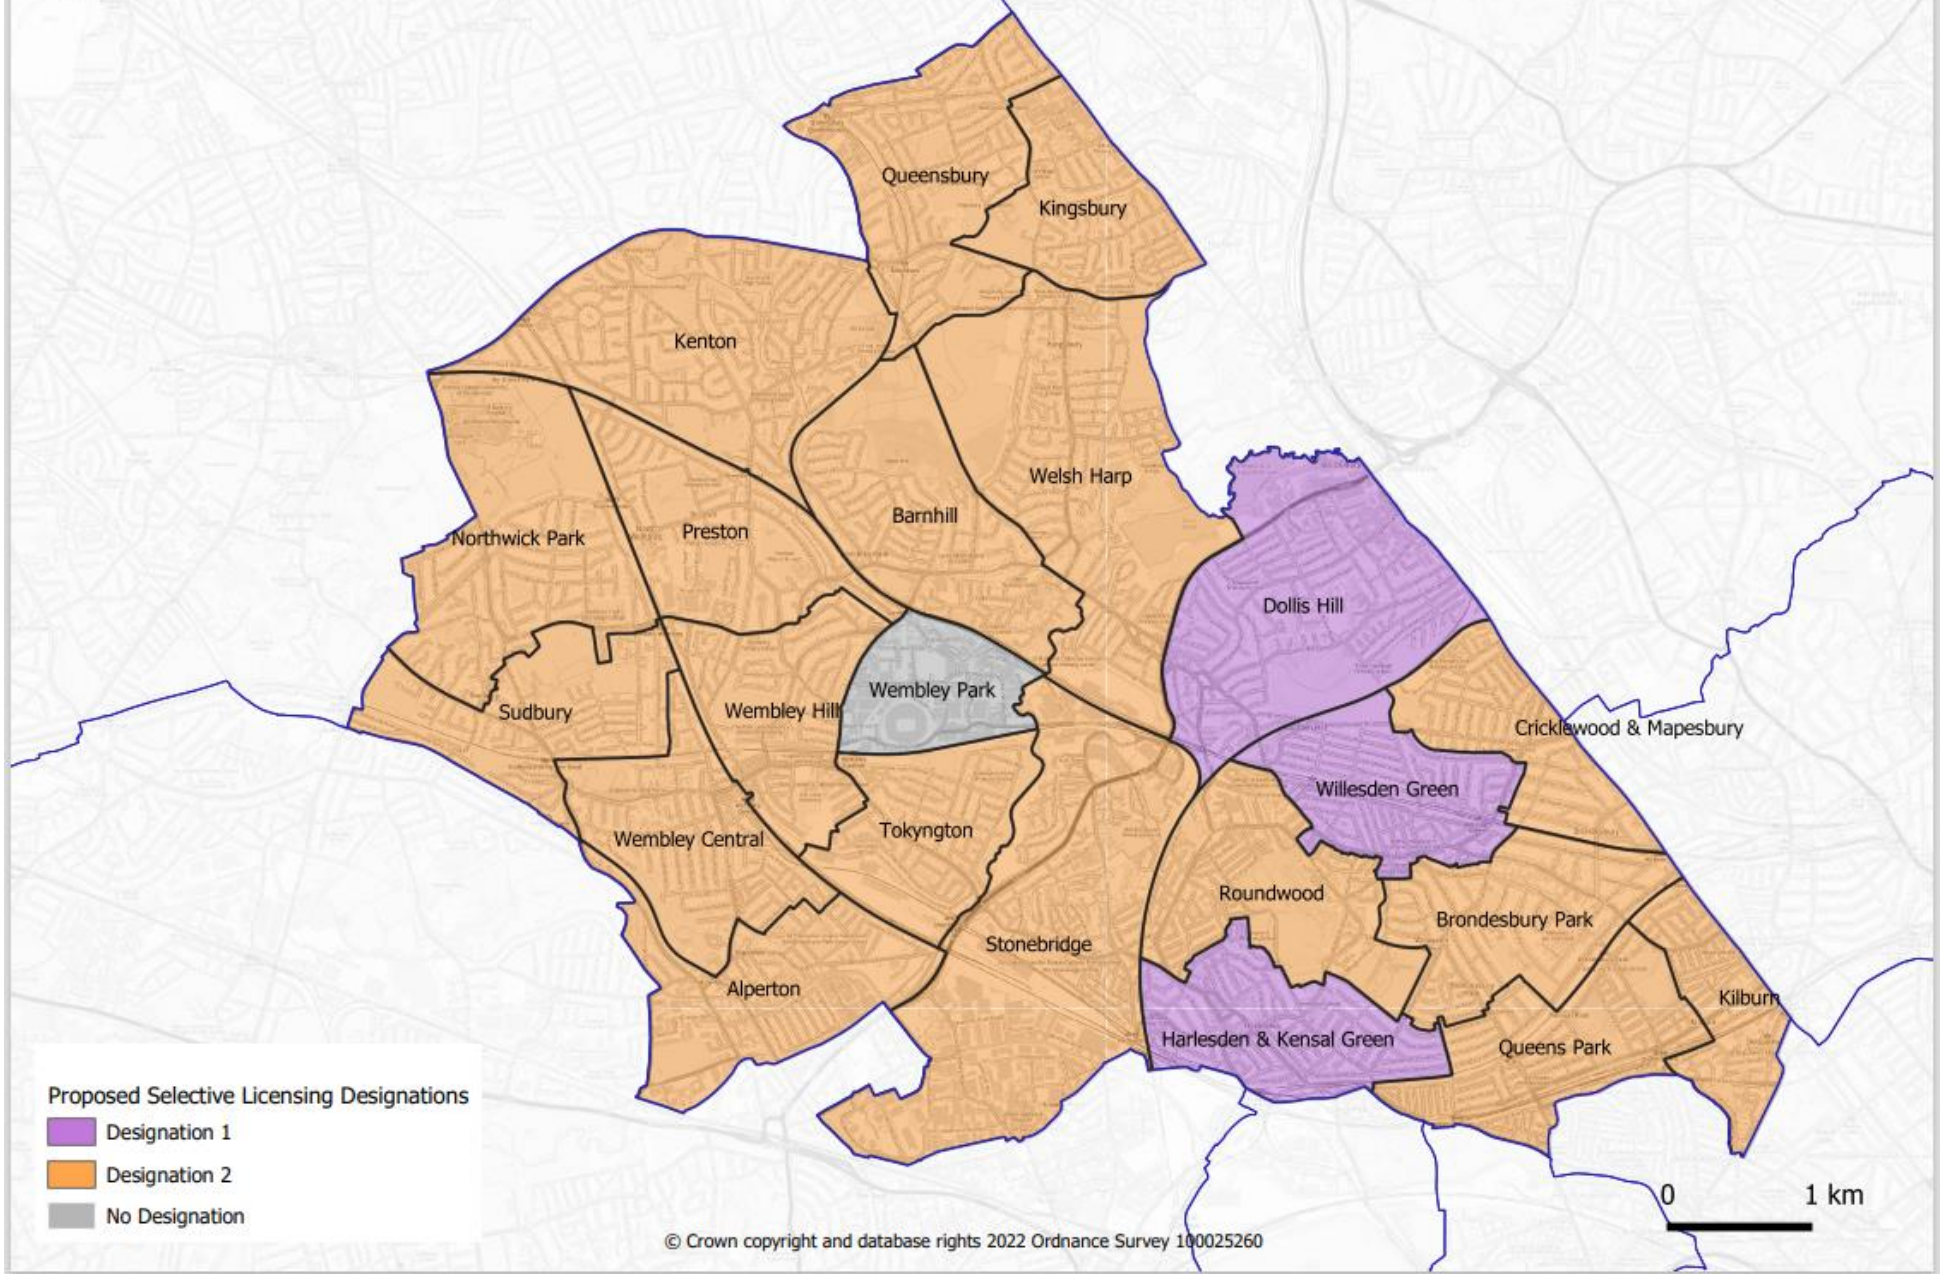 Queensbury
Kingsbury
Kenton
Welsh Harp
Barnhill
Preston
Northwick Park
Dollis Hill
Wembley Park
Wembley Hill
Sudbury
Cricklewood & Mapesbury
Willesden Green
Tokyngton
Wembley Central
Roundwood
Brondesbury Park
Stonebridge
Alperton
Kilburn
Harlesden & Kensal Green
Queens Park
Proposed Selective Licensing Designations
Designation 1
Designation 2
No Designation
0 1 km
© Crown copyright and database rights 2022 Ordnance Survey 100025260